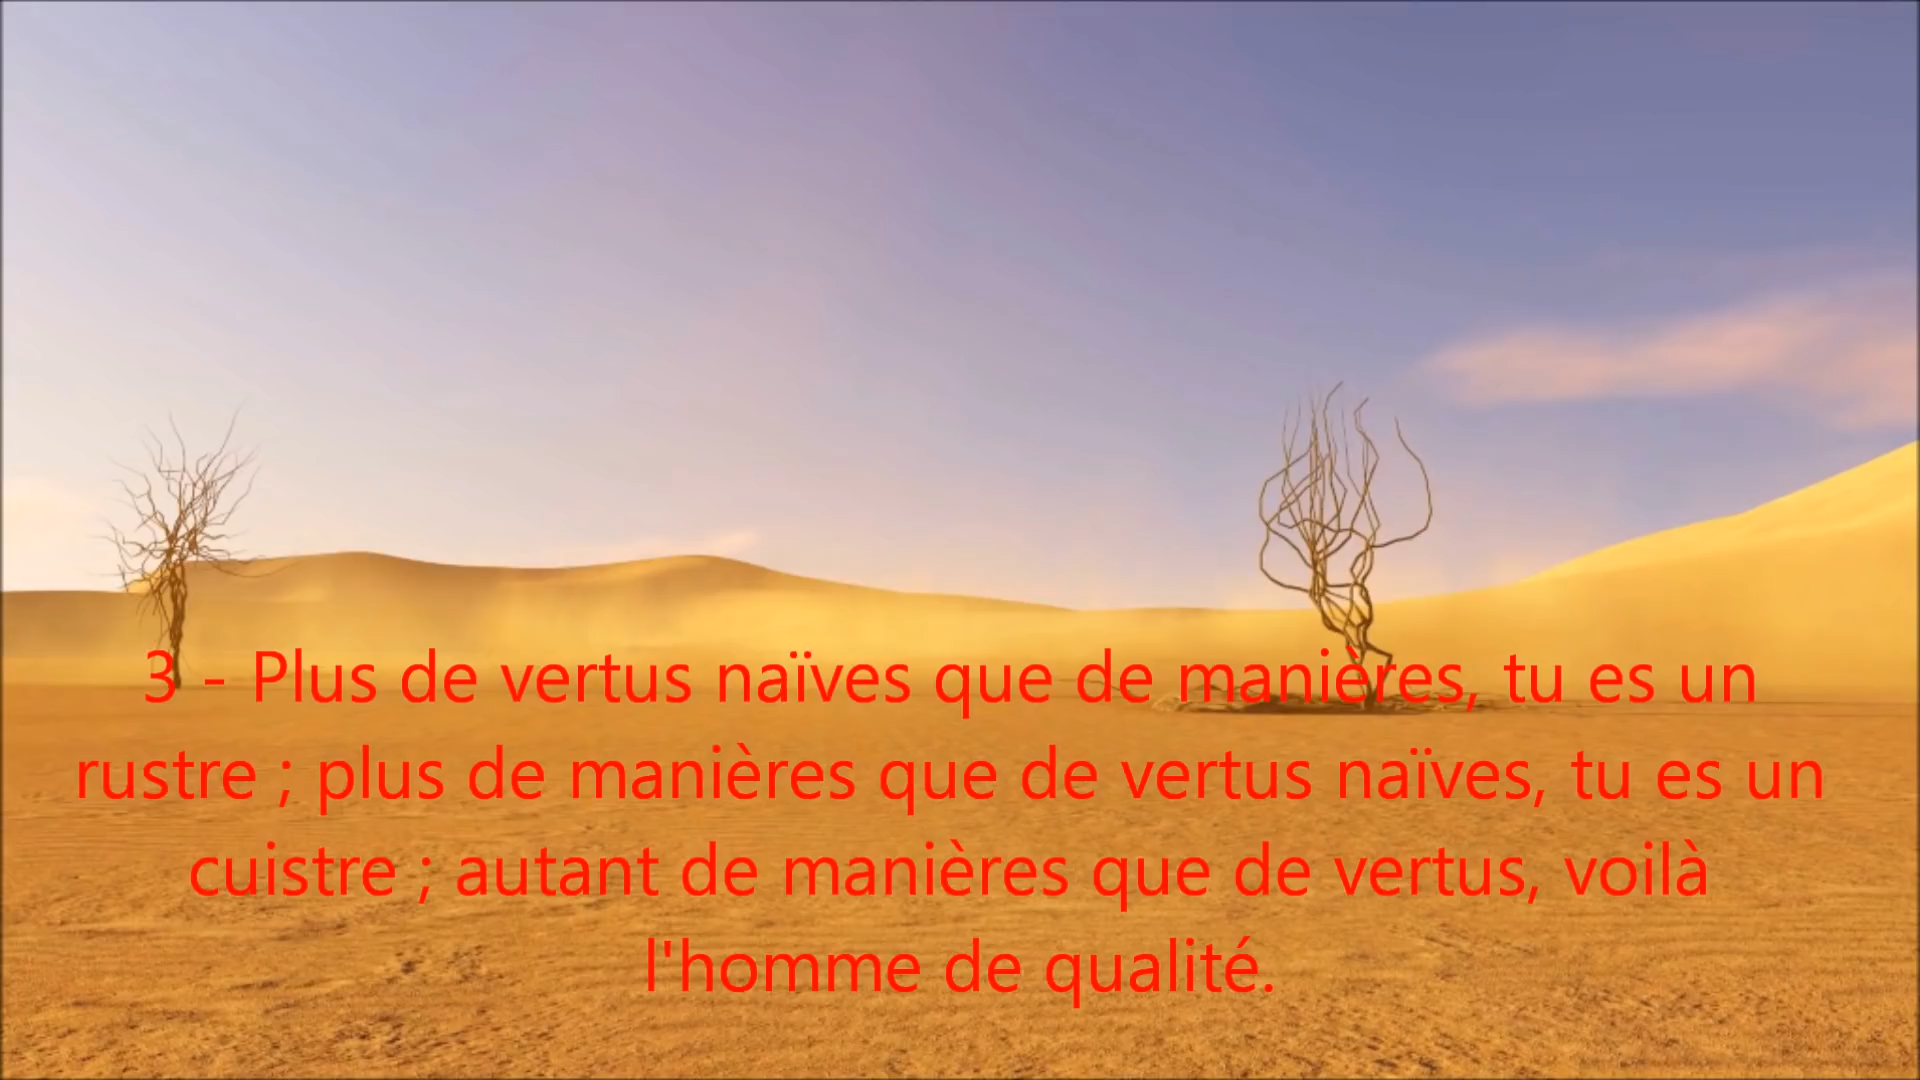 3 - Plus de vertus naïves que de manières, tu es un
rustre ; plus de manières que de vertus naïves, tu es un
cuistre ; autant de manières que de vertus, voilà
l'homme de qualité.